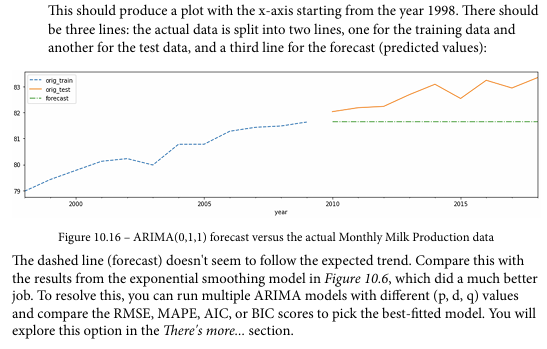 This should produce a plot with the x-axis starting from the year 1998. There should
be three lines: the actual data is split into two lines, one for the training data and
another for the test data, and a third line for the forecast (predicted values):
83
82
81
80
79
orig_train
orig_test
forecast
2000
2005
2010
2015
year
Figure 10.16 – ARIMA(0,1,1) forecast versus the actual Monthly Milk Production data
The dashed line (forecast) doesn't seem to follow the expected trend. Compare this with
the results from the exponential smoothing model in Figure 10.6, which did a much better
job. To resolve this, you can run multiple ARIMA models with different (p, d, q) values
and compare the RMSE, MAPE, AIC, or BIC scores to pick the best-fitted model. You will
explore this option in the There's more... section.